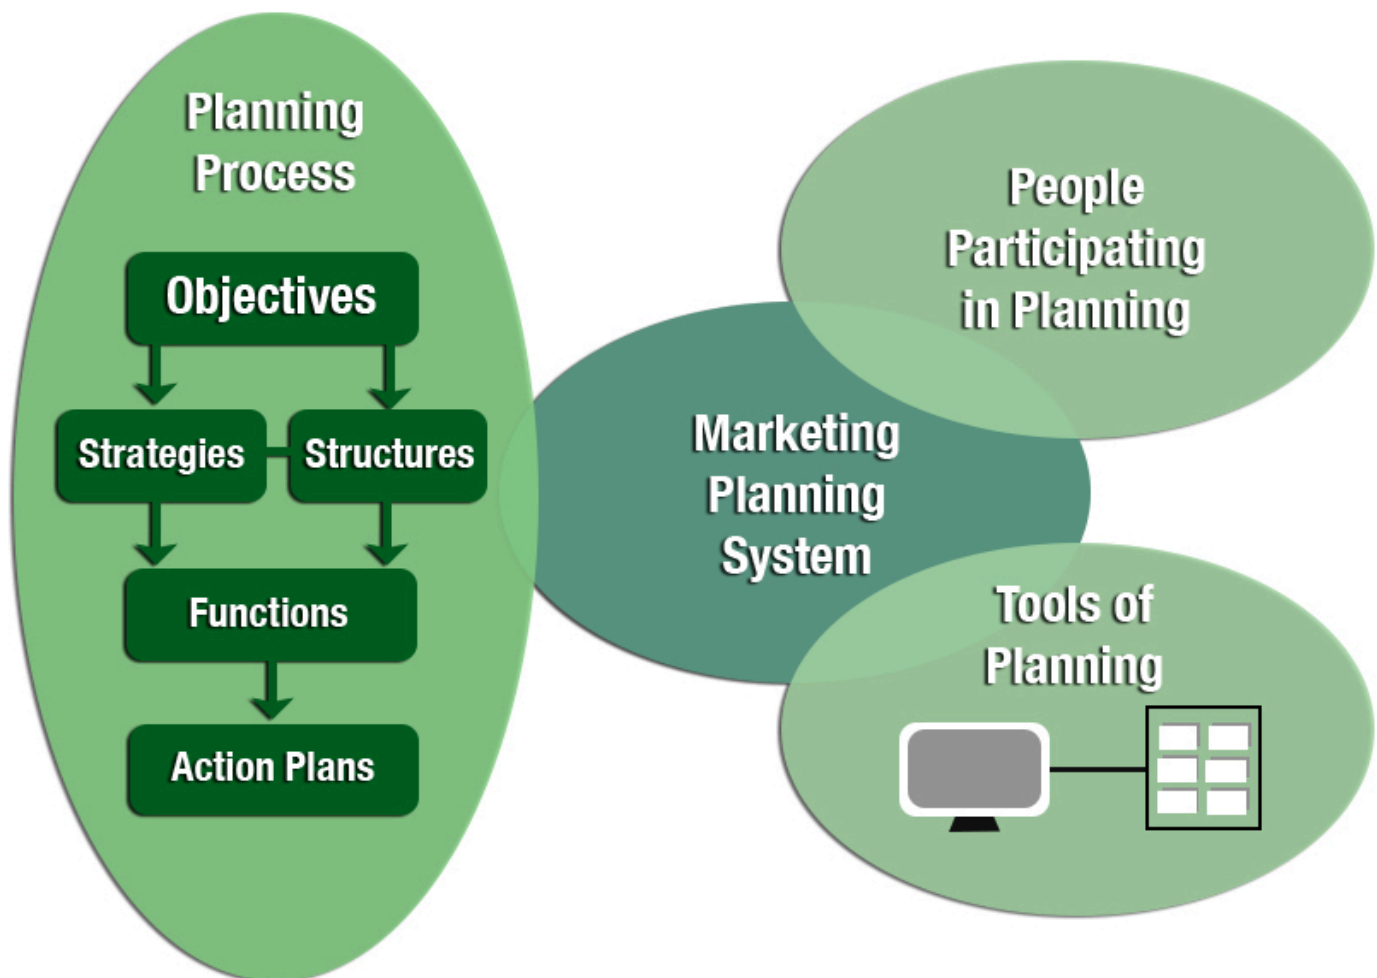 Planning
Process
Objectives
Strategies
Structures
Functions
Action Plans
Marketing
Planning
System
People
Participating
in Planning
Tools of
Planning